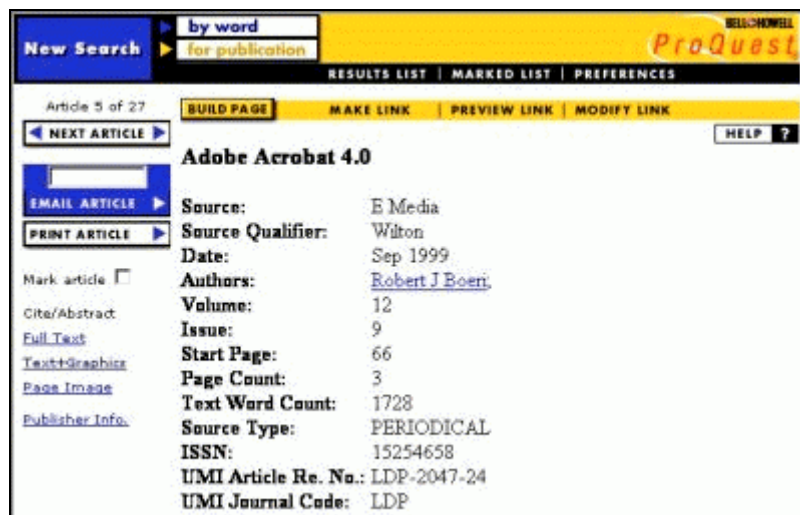 New Search
by word
for publication
BELL+HOWELL
ProQuest
RESULTS LIST | MARKED LIST | PREFERENCES
Article 5 of 27
NEXT ARTICLE
BUILD PAGE
MAKE LINK | PREVIEW LINK | MODIFY LINK
HELP ?
Adobe Acrobat 4.0
EMAIL ARTICLE
PRINT ARTICLE
Mark article
Cite/Abstract
Full Text
Text+Graphics
Page Image
Publisher Info.
Source: E Media
Source Qualifier: Wilton
Date: Sep 1999
Authors: Robert J Boeri;
Volume: 12
Issue: 9
Start Page: 66
Page Count: 3
Text Word Count: 1728
Source Type: PERIODICAL
ISSN: 15254658
UMI Article Re. No.: LDP-2047-24
UMI Journal Code: LDP